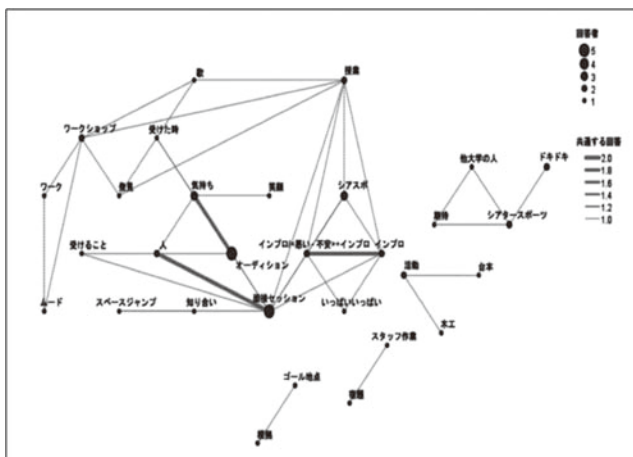 回答者
5
4
3
2
1
歌
授業
ワークショップ
受けた時
共通する回答
2.0
1.8
1.6
1.4
1.2
1.0
他大学の人
ドキドキ
ワーク
気持ち
笑顔
シアスポ
期待
シアタースポーツ
受けること
人
オーディション
インプロ+悪い-不安++インプロ
インプロ
活動
台本
ムード
スペースジャンプ
知り合い
面接セッション
いっぱいいっぱい
木工
スタッフ作業
ゴール地点
宿題